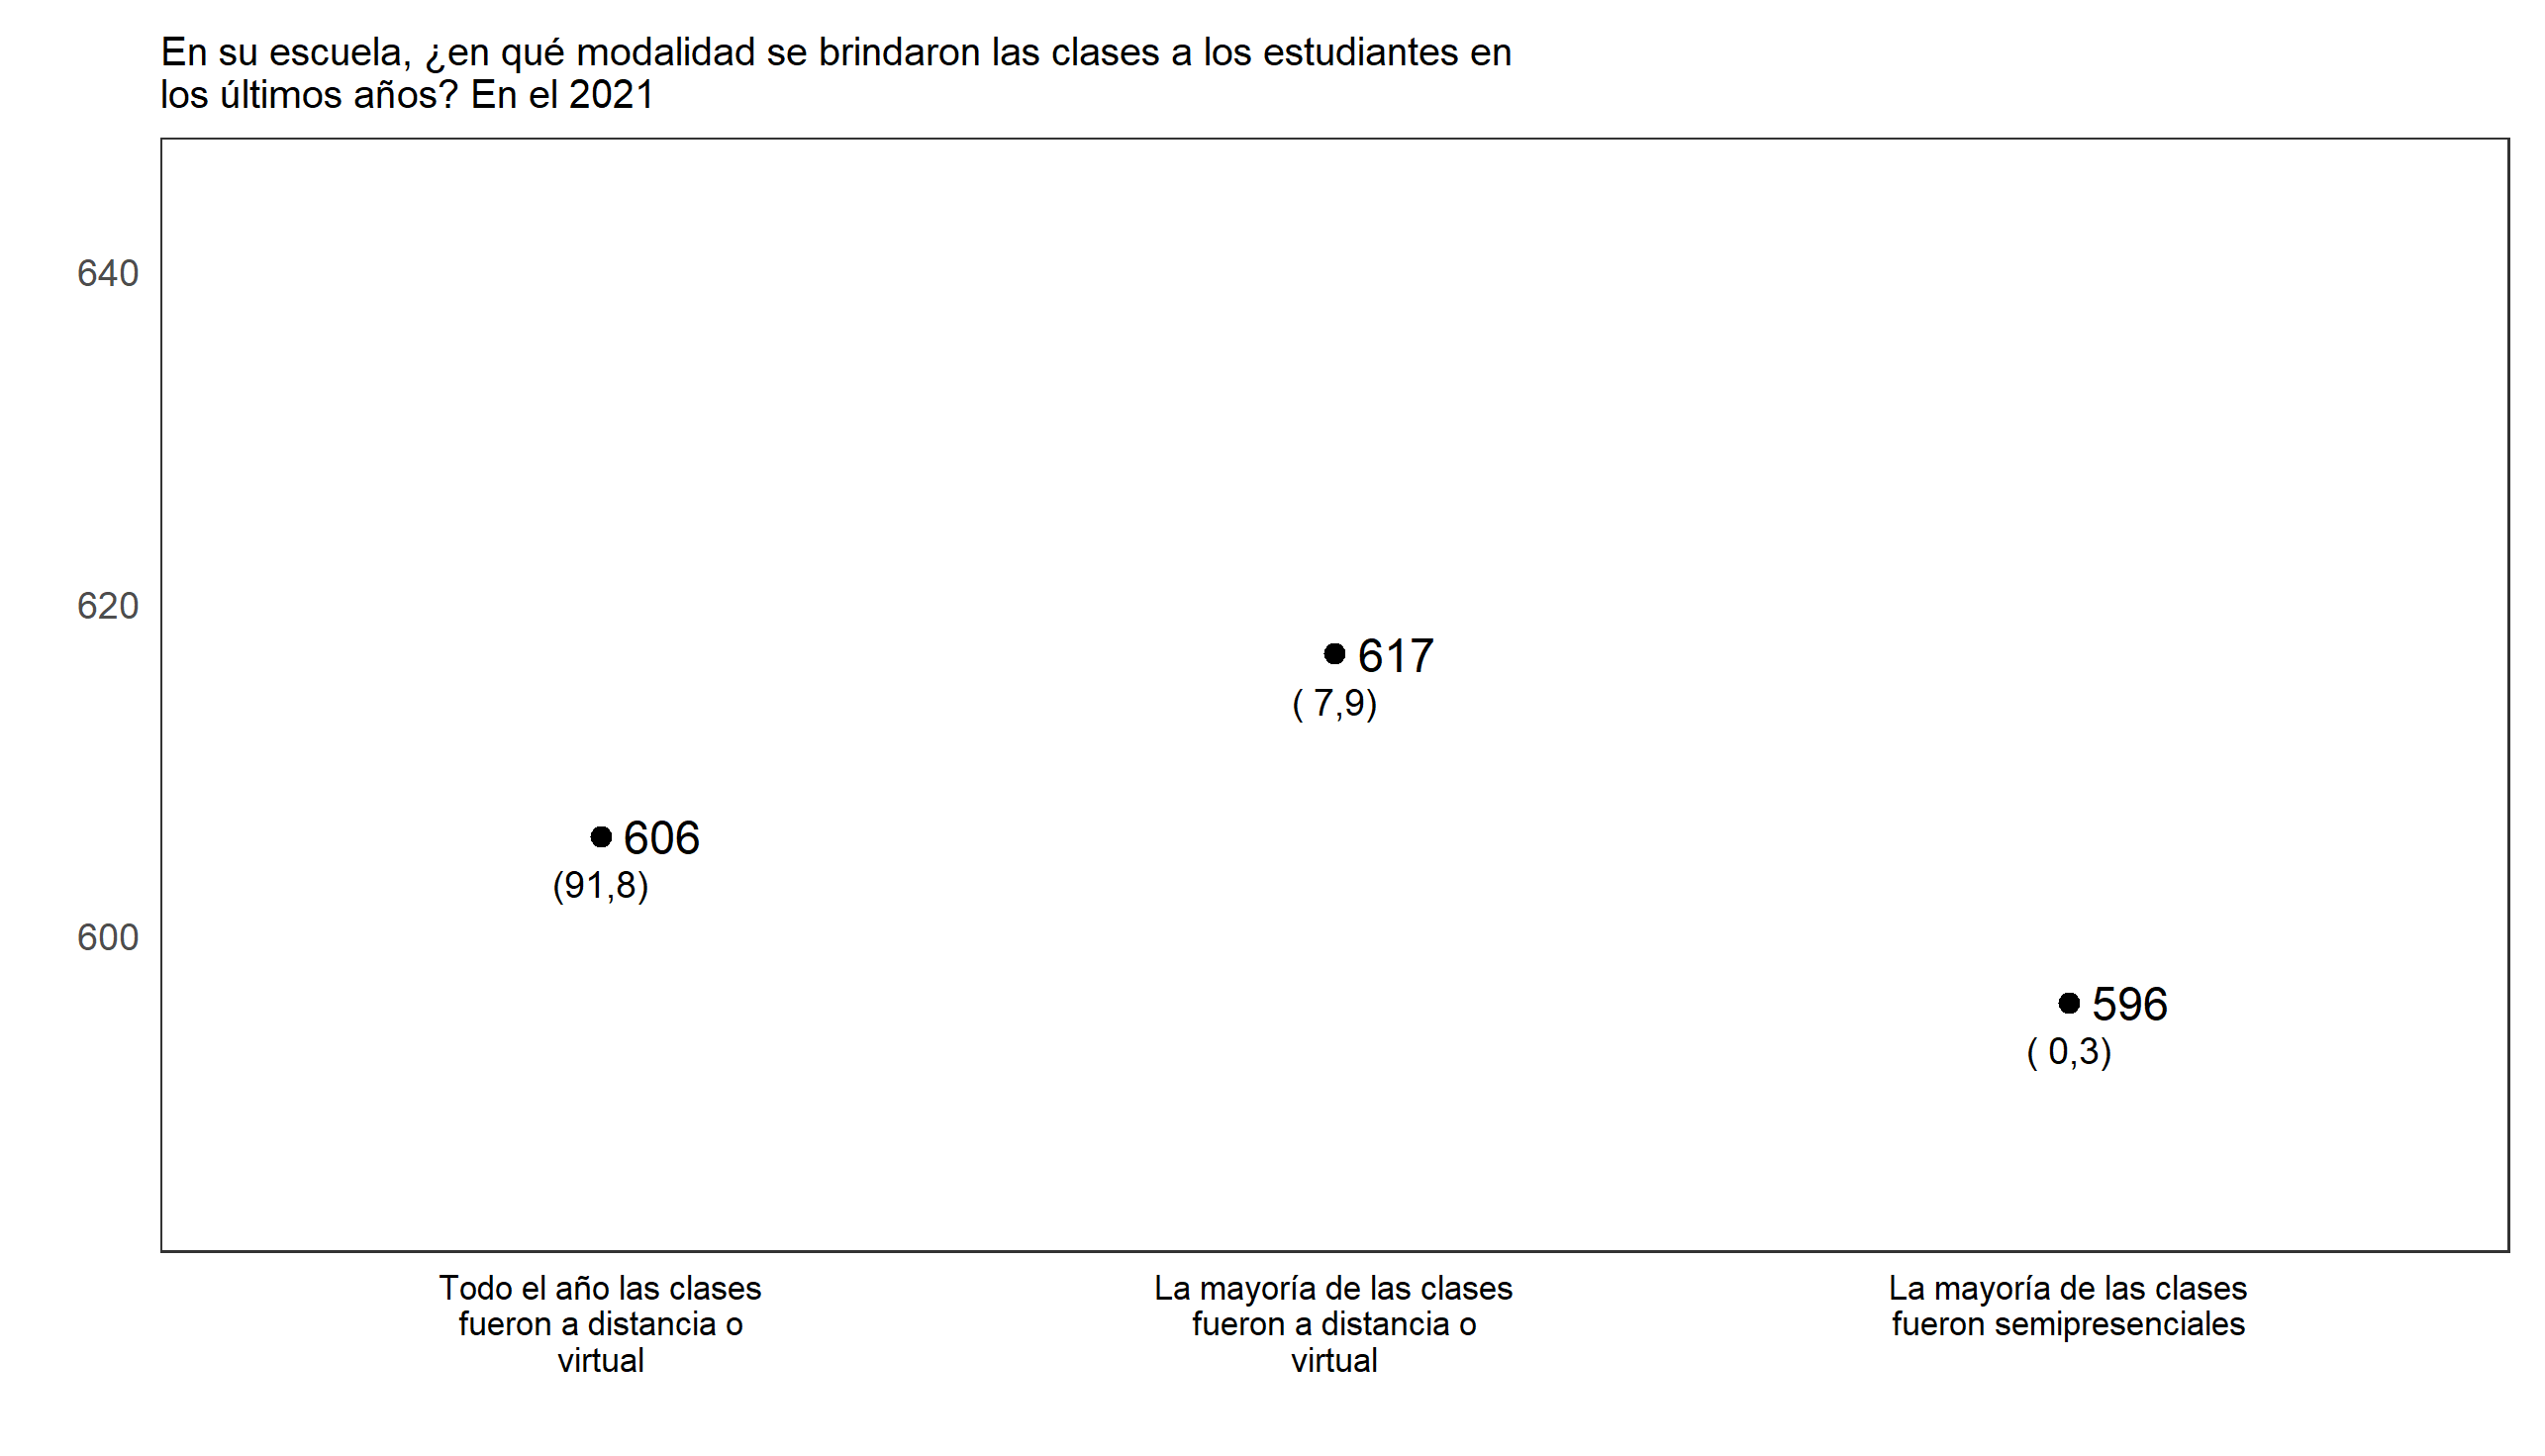 En su escuela, ¿en qué modalidad se brindaron las clases a los estudiantes en
los últimos años? En el 2021
640
620
600
617
( 7,9)
606
(91,8)
596
( 0,3)
Todo el año las clases
fueron a distancia o
virtual
La mayoría de las clases
fueron a distancia o
virtual
La mayoría de las clases
fueron semipresenciales